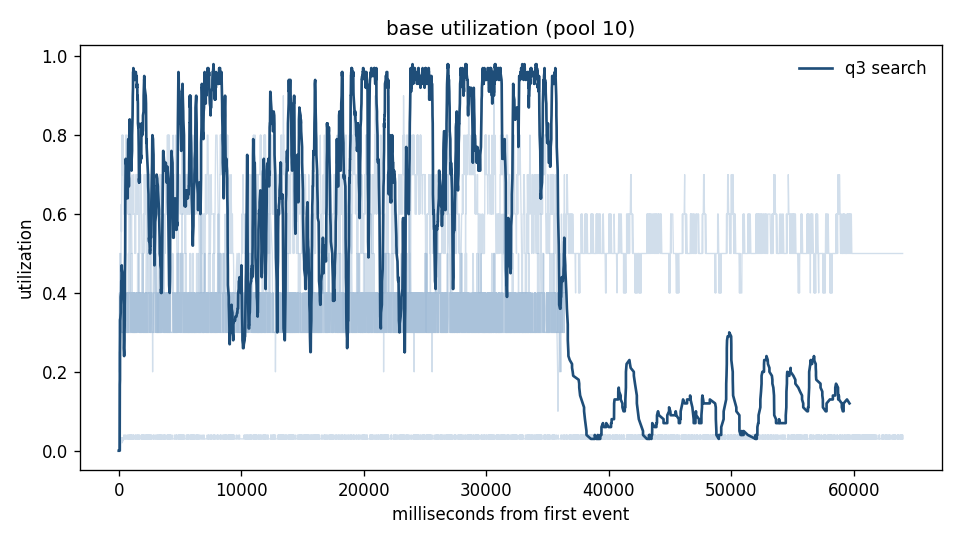 base utilization (pool 10)
q3 search
utilization
1.0
0.8
0.6
0.4
0.2
0.0
0 10000 20000 30000 40000 50000 60000
milliseconds from first event